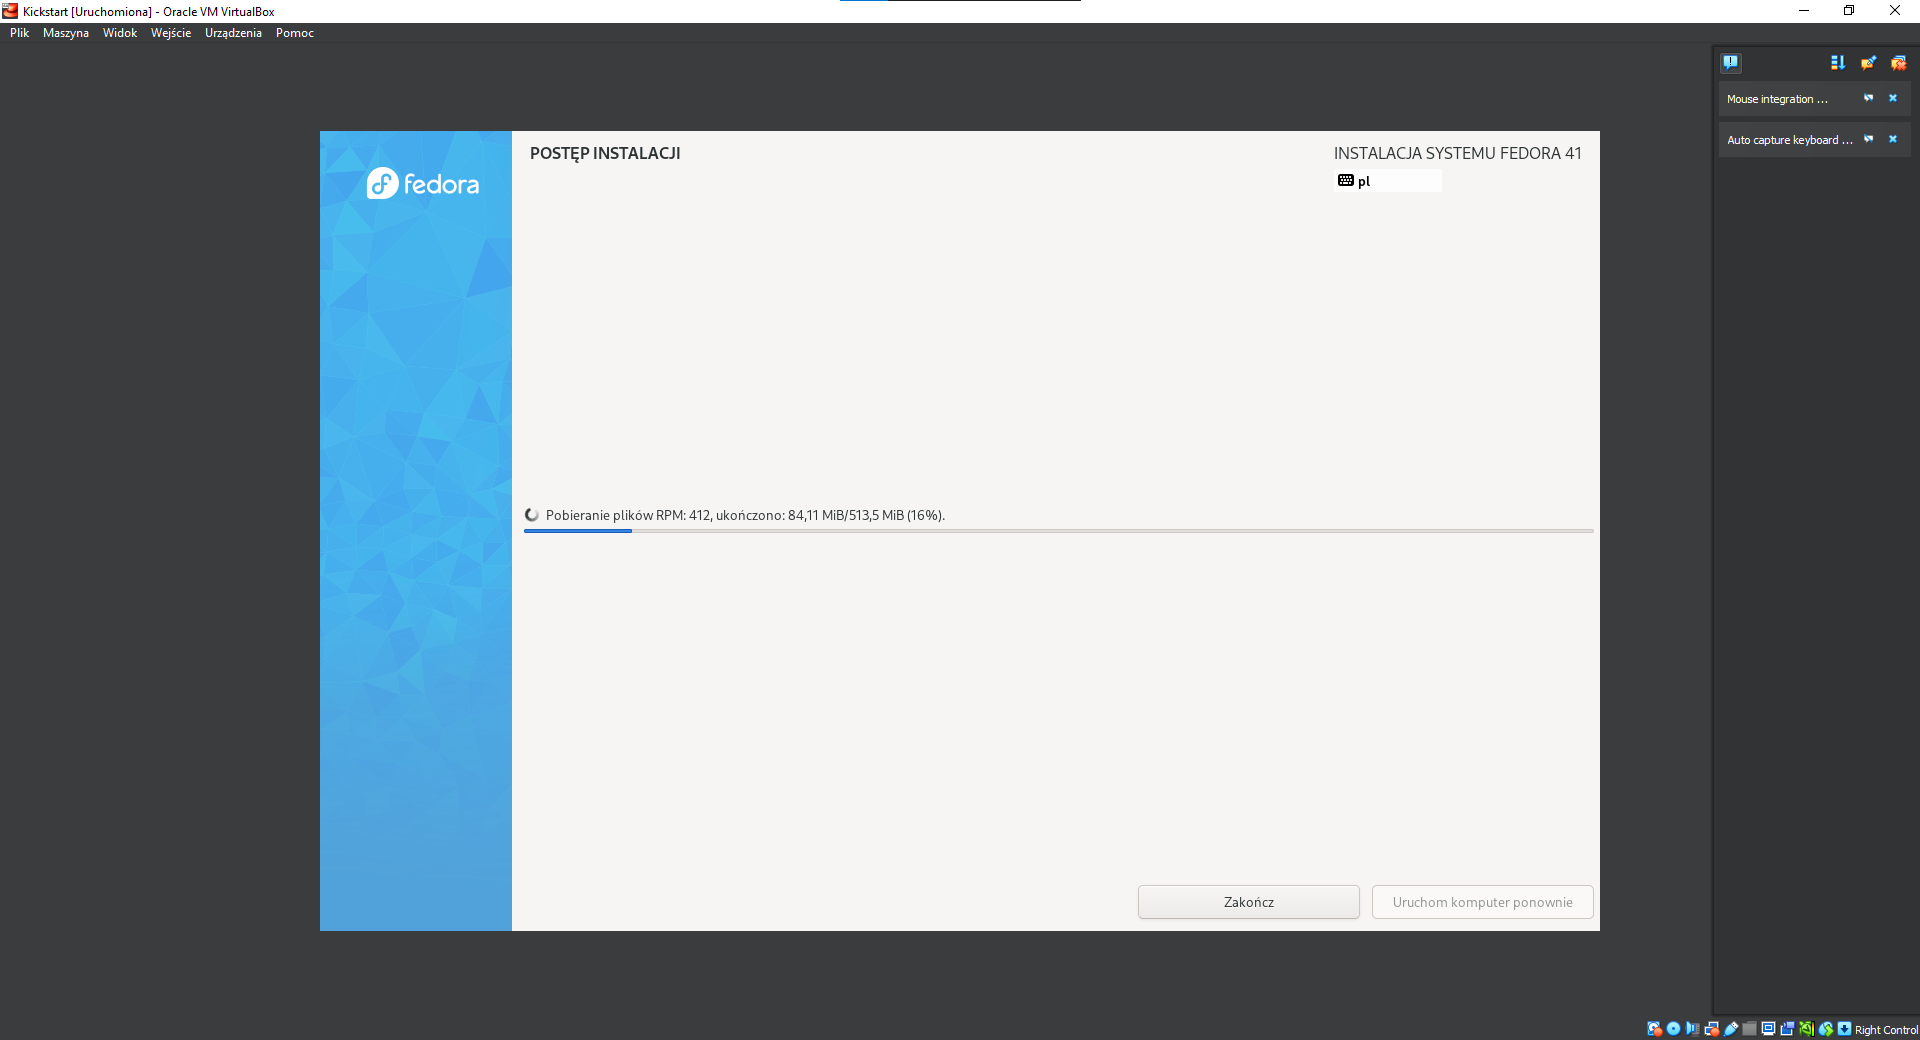 Kickstart [Uruchomiona] - Oracle VM VirtualBox
Plik Maszyna Widok Wejście Urządzenia Pomoc
Mouse integration ...
Auto capture keyboard ...
fedora
POSTĘP INSTALACJI
INSTALACJA SYSTEMU FEDORA 41
pl
Pobieranie plików RPM: 412, ukończono: 84,11 MiB/513,5 MiB (16%).
Zakończ
Uruchom komputer ponownie
Right Control